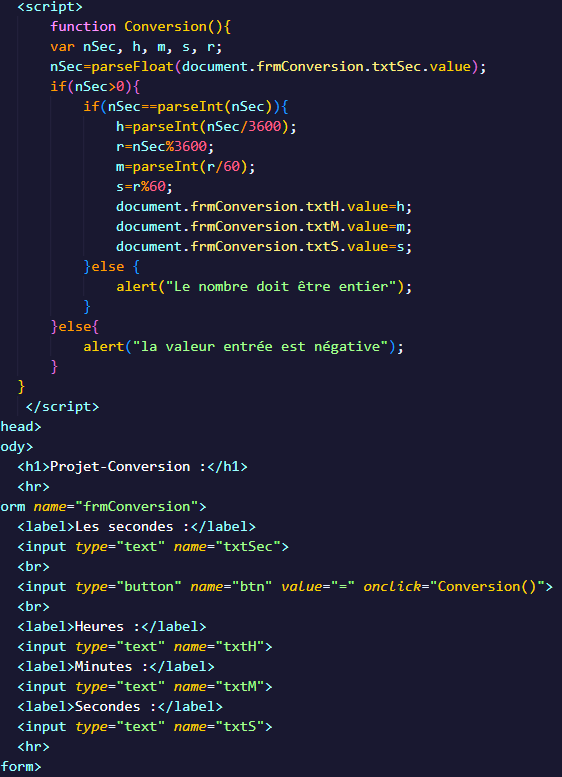 <script>
function Conversion(){
var nSec, h, m, s, r;
nSec=parseFloat(document.frmConversion.txtSec.value);
if(nSec>0){
if(nSec==parseInt(nSec)){
h=parseInt(nSec/3600);
r=nSec%3600;
m=parseInt(r/60);
s=r%60;
document.frmConversion.txtH.value=h;
document.frmConversion.txtM.value=m;
document.frmConversion.txtS.value=s;
}else {
alert("Le nombre doit être entier");
}
}else{
alert("la valeur entrée est négative");
}
}
</script>
head>
ody>
<h1>Projet-Conversion :</h1>
<hr>
orm name="frmConversion">
<label>Les secondes :</label>
<input type="text" name="txtSec">
<br>
<input type="button" name="btn" value="=" onclick="Conversion()">
<br>
<label>Heures :</label>
<input type="text" name="txtH">
<label>Minutes :</label>
<input type="text" name="txtM">
<label>Secondes :</label>
<input type="text" name="txtS">
<hr>
form>